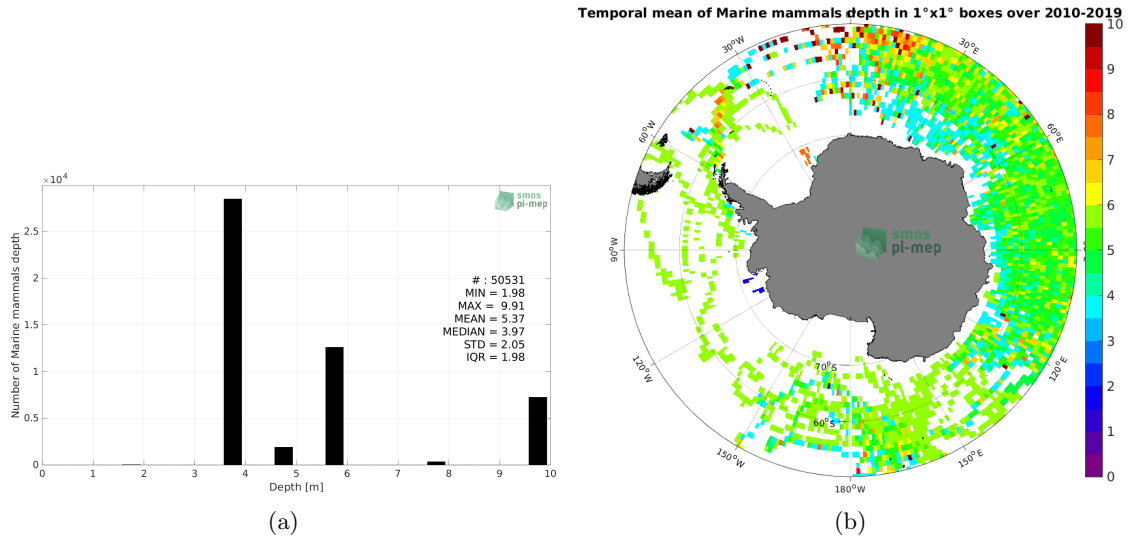 ×10⁴
2.5
2
1.5
1
0.5
0
Number of Marine mammals depth
0 1 2 3 4 5 6 7 8 9 10
Depth [m]
smos
pi-mep
# : 50531
MIN = 1.98
MAX = 9.91
MEAN = 5.37
MEDIAN = 3.97
STD = 2.05
IQR = 1.98
(a)
Temporal mean of Marine mammals depth in 1°x1° boxes over 2010-2019
30°W
30°E
60°W
60°E
90°W
120°W
120°E
150°W
150°E
180°W
70°S
60°S
smos
pi-mep
10
9
8
7
6
5
4
3
2
1
0
(b)